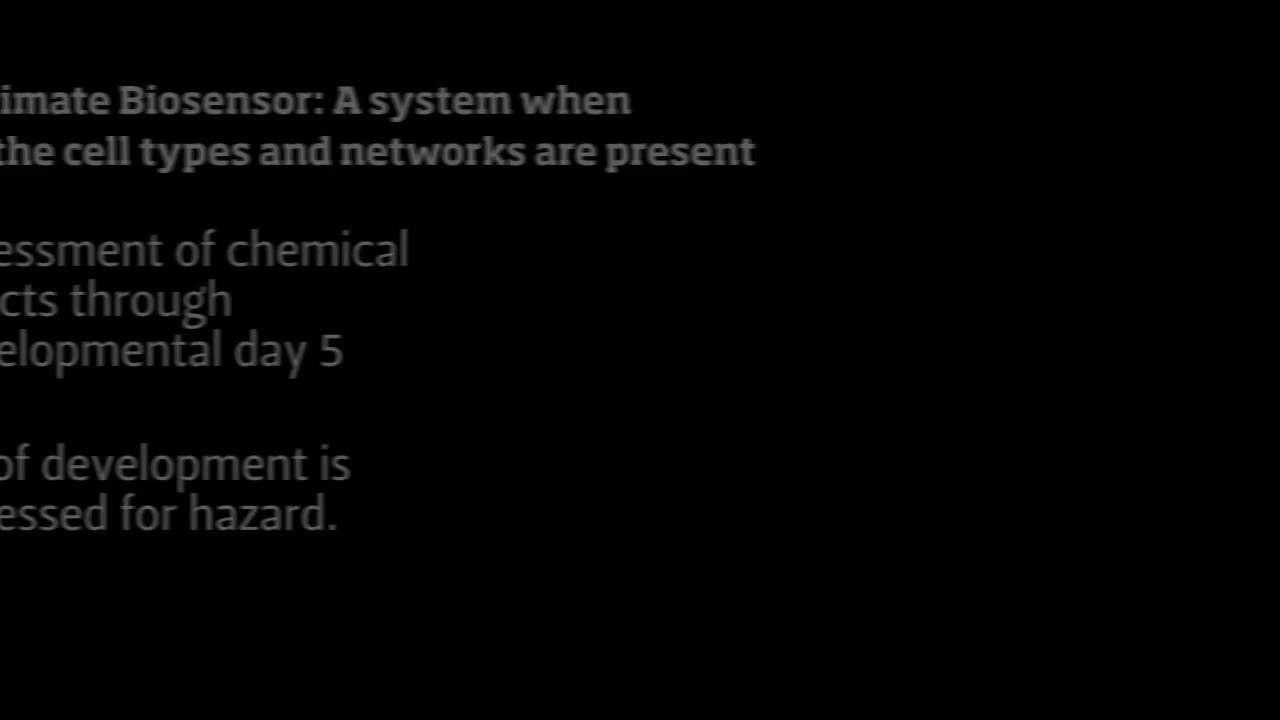 imate Biosensor: A system when
the cell types and networks are present
essment of chemical
cts through
elopmental day 5
of development is
essed for hazard.